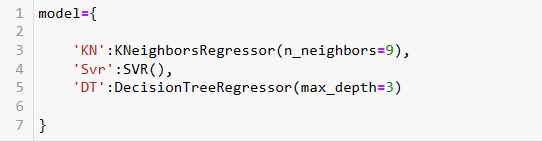 1 model={
2
3 'KN':KNeighborsRegressor(n_neighbors=9),
4 'Svr':SVR(),
5 'DT':DecisionTreeRegressor(max_depth=3)
6
7 }